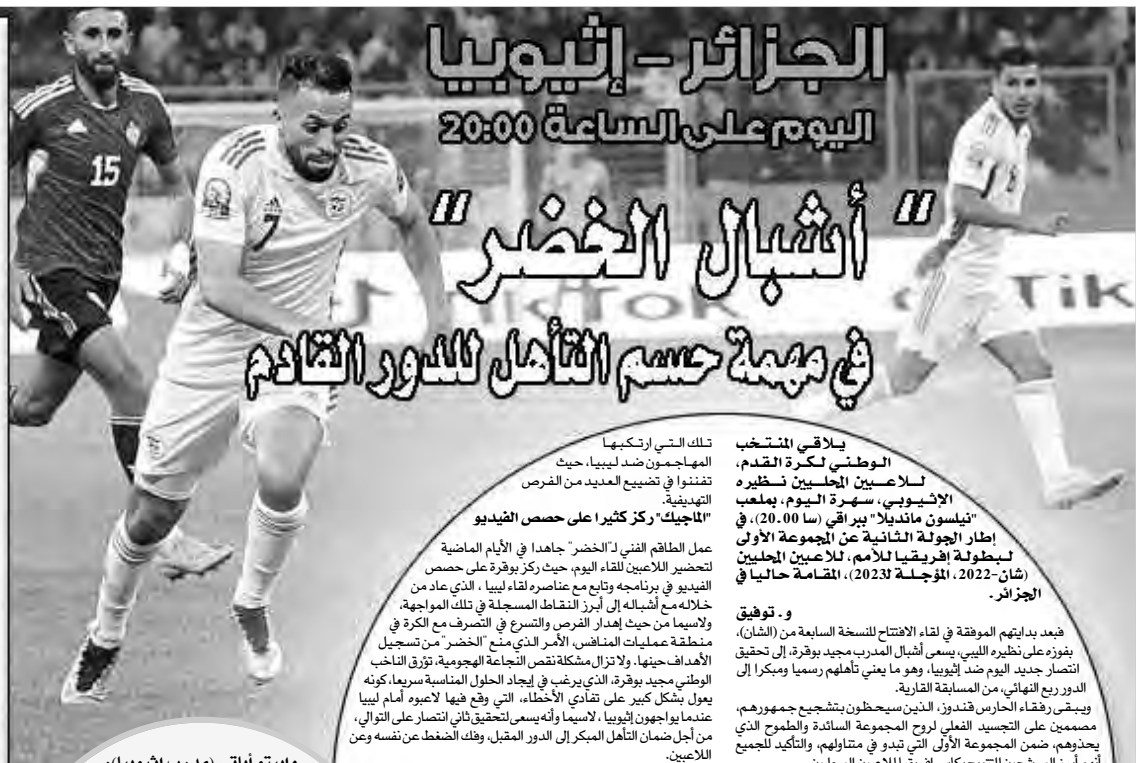 الجزائر – إثيوبيا
اليوم على الساعة 20:00
" أشبال الخضر "
في مهمة حسم التأهل للدور القادم
15
7
TikTok
Tik
يلاقي المنتخب
الوطني لكرة القدم،
للاعبين المحليين نظيره
الإثيوبي، سهرة اليوم، بملعب
"نيلسون مانديلا" ببراقي (سا 20.00)، في
إطار الجولة الثانية عن المجموعة الأولى
لبطولة إفريقيا للأمم، للاعبين المحليين
(شان-2022، المؤجلة لـ2023)، المقامة حاليا في
الجزائر.
و. توفيق
فبعد بدايتهم الموفقة في لقاء الافتتاح للنسخة السابعة من (الشان)،
بفوزه على نظيره الليبي، يسعى أشبال المدرب مجيد بوقرة، إلى تحقيق
انتصار جديد اليوم ضد إثيوبيا، وهو ما يعني تأهلهم رسميا ومبكرا إلى
الدور ربع النهائي، من المسابقة القارية.
ويبقى رفقاء الحارس قندوز، الذين سيحظون بتشجيع جمهورهم،
مصممين على التجسيد الفعلي لروح المجموعة السائدة والطموح الذي
يحذوهم، ضمن المجموعة الأولى التي تبدو في متناولهم، والتأكيد للجميع
تلك التي ارتكبها
المهاجمون ضد ليبيا، حيث
تفننوا في تضييع العديد من الفرص
التهديفية.
"الماجيك" ركز كثيرا على حصص الفيديو
عمل الطاقم الفني لـ"الخضر" جاهدا في الأيام الماضية
لتحضير اللاعبين للقاء اليوم، حيث ركز بوقرة على حصص
الفيديو في برنامجه وتابع مع عناصره لقاء ليبيا ، الذي عاد من
خلاله مع أشباله إلى أبرز النقاط المسجلة في تلك المواجهة،
ولاسيما من حيث إهدار الفرص والتسرع في التصرف مع الكرة في
منطقة عمليات المنافس، الأمر الذي منع "الخضر" من تسجيل
الأهداف حينها. ولا تزال مشكلة نقص النجاعة الهجومية، تؤرق الناخب
الوطني مجيد بوقرة، الذي يرغب في إيجاد الحلول المناسبة سريعا، كونه
يعول بشكل كبير على تفادي الأخطاء، التي وقع فيها لاعبوه أمام ليبيا
عندما يواجهون إثيوبيا ، لاسيما وأنه يسعى لتحقيق ثاني انتصار على التوالي،
من أجل ضمان التأهل المبكر إلى الدور المقبل، وفك الضغط عن نفسه وعن
اللاعبين.